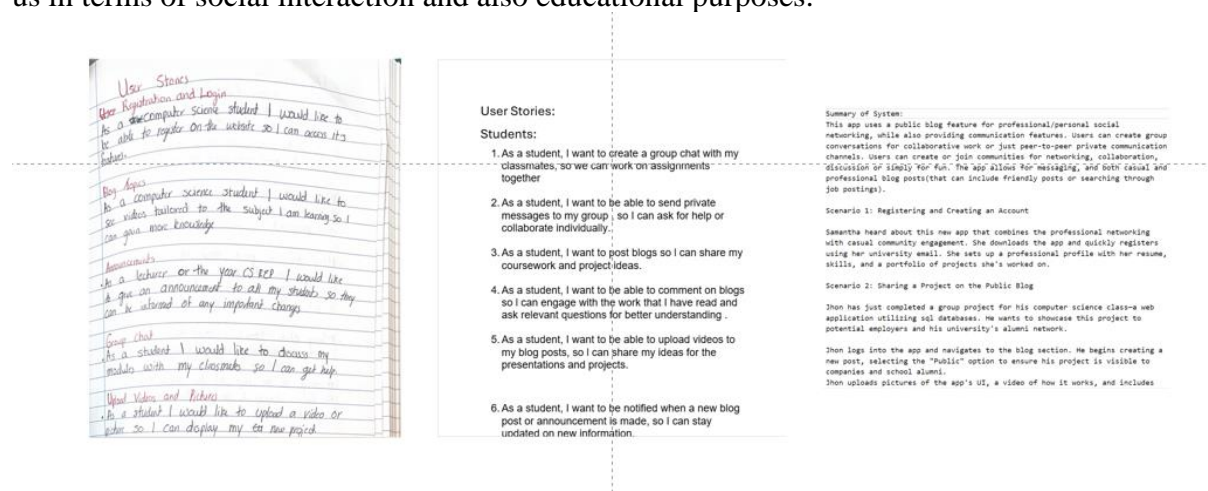 us in terms of social interaction and also educational purposes.
User Stories
User Registration and Login
As a computer science student I would like to
be able to register on the website so I can access it's
features.
Blog Topics
As a computer science student I would like to
see videos tailored to the subject I am learning so I
can gain more knowledge
Announcements
As a lecturer or the year CS REP I would like
to give an announcement to all my students so they
can be informed of any important changes
Group Chat
As a student I would like to discuss my
modules with my classmates so I can get help.
Upload Videos and Pictures
As a student I would like to upload a video or
so I can display my new project
User Stories:
Students:
1. As a student, I want to create a group chat with my
classmates, so we can work on assignments
together
2. As a student, I want to be able to send private
messages to my group , so I can ask for help or
collaborate individually.
3. As a student, I want to post blogs so I can share my
coursework and project ideas.
4. As a student, I want to be able to comment on blogs
so I can engage with the work that I have read and
ask relevant questions for better understanding .
5. As a student, I want to be able to upload videos to
my blog posts, so I can share my ideas for the
presentations and projects.
6. As a student, I want to be notified when a new blog
post or announcement is made, so I can stay
updated on new information.
Summary of System:
This app uses a public blog feature for professional/personal social
networking, while also providing communication features. Users can create group
conversations for collaborative work or just peer-to-peer private communication
channels. Users can create or join communities for networking, collaboration,
discussion or simply for fun. The app allows for messaging, and both casual and
professional blog posts(that can include friendly posts or searching through
job postings).
Scenario 1: Registering and Creating an Account
Samantha heard about this new app that combines the professional networking
with casual community engagement. She downloads the app and quickly registers
using her university email. She sets up a professional profile with her resume,
skills, and a portfolio of projects she's worked on.
Scenario 2: Sharing a Project on the Public Blog
Jhon has just completed a group project for his computer science class—a web
application utilizing sql databases. He wants to showcase this project to
potential employers and his university's alumni network.
Jhon logs into the app and navigates to the blog section. He begins creating a
new post, selecting the "Public" option to ensure his project is visible to
companies and school alumni.
Jhon uploads pictures of the app's UI, a video of how it works, and includes